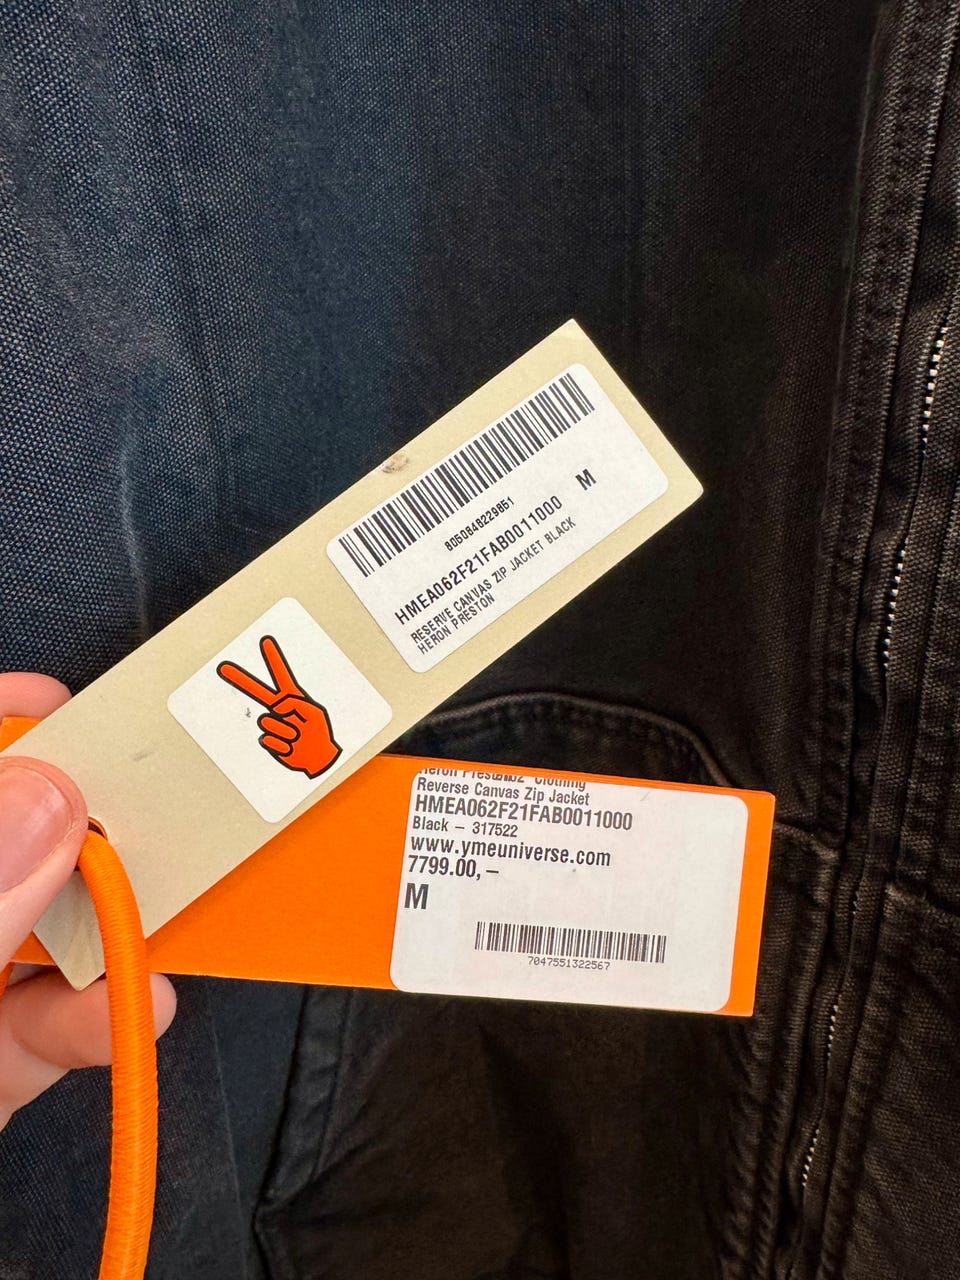 8050848229851
HMEA062F21FAB0011000 M
RESERVE CANVAS ZIP JACKET BLACK
HERON PRESTON
Clothing
Reverse Canvas Zip Jacket
HMEA062F21FAB0011000
Black – 317522
www.ymeuniverse.com
7799.00,–
M
7047551322567